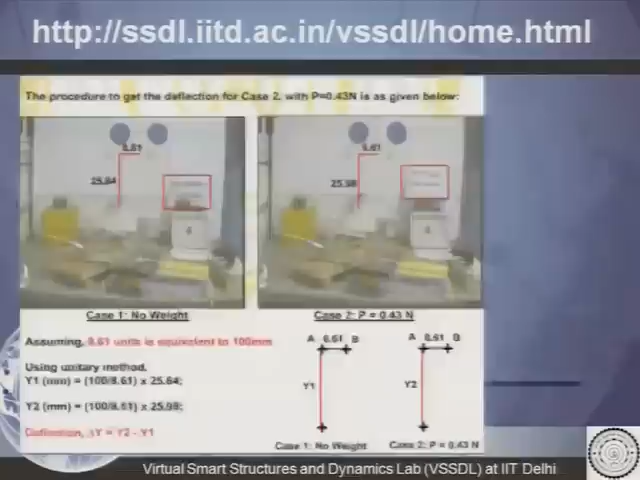 http://ssdl.iitd.ac.in/vssdl/home.html
The procedure to get the deflection for Case 2, with P=0.43N is as given below:
8.61
25.84
8.61
25.98
Case 1: No Weight
Case 2: P = 0.43 N
Assuming, 8.61 units is equivalent to 100mm
Using unitary method,
Y1 (mm) = (100/8.61) x 25.84;
Y2 (mm) = (100/8.61) x 25.98;
Deflection, ΔY = Y2 - Y1
A 8.61 B
Y1
Case 1: No Weight
A 8.61 B
Y2
Case 2: P = 0.43 N
Virtual Smart Structures and Dynamics Lab (VSSDL) at IIT Delhi